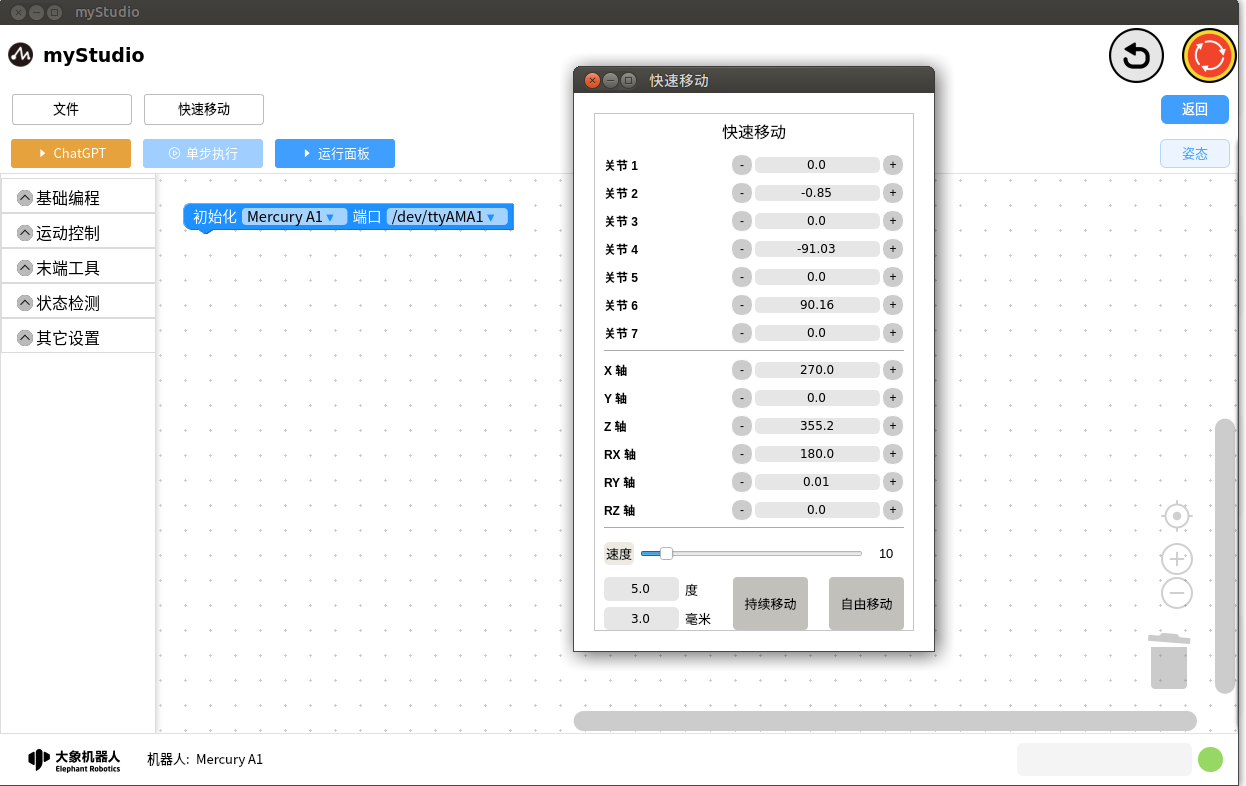 myStudio
myStudio
文件
快速移动
返回
ChatGPT
单步执行
运行面板
姿态
基础编程
运动控制
末端工具
状态检测
其它设置
初始化 Mercury A1 端口 /dev/ttyAMA1
快速移动
快速移动
关节 1 - 0.0 +
关节 2 - -0.85 +
关节 3 - 0.0 +
关节 4 - -91.03 +
关节 5 - 0.0 +
关节 6 - 90.16 +
关节 7 - 0.0 +
X 轴 - 270.0 +
Y 轴 - 0.0 +
Z 轴 - 355.2 +
RX 轴 - 180.0 +
RY 轴 - 0.01 +
RZ 轴 - 0.0 +
速度 10
5.0 度
3.0 毫米
持续移动
自由移动
大象机器人
Elephant Robotics
机器人: Mercury A1